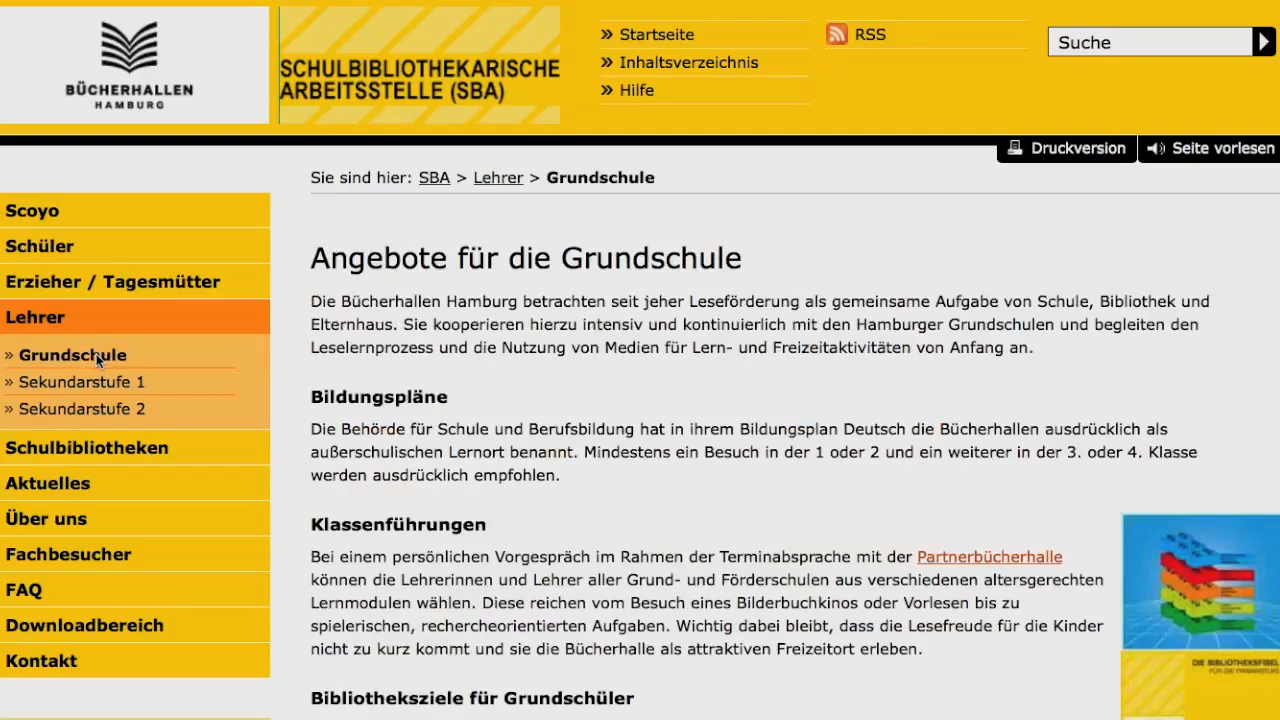 BÜCHERHALLEN
HAMBURG
SCHULBIBLIOTHEKARISCHE
ARBEITSSTELLE (SBA)
» Startseite
» Inhaltsverzeichnis
» Hilfe
RSS
Suche
Druckversion
Seite vorlesen
Sie sind hier: SBA > Lehrer > Grundschule
Scoyo
Schüler
Erzieher / Tagesmütter
Lehrer
» Grundschule
» Sekundarstufe 1
» Sekundarstufe 2
Schulbibliotheken
Aktuelles
Über uns
Fachbesucher
FAQ
Downloadbereich
Kontakt
Angebote für die Grundschule
Die Bücherhallen Hamburg betrachten seit jeher Leseförderung als gemeinsame Aufgabe von Schule, Bibliothek und
Elternhaus. Sie kooperieren hierzu intensiv und kontinuierlich mit den Hamburger Grundschulen und begleiten den
Leselernprozess und die Nutzung von Medien für Lern- und Freizeitaktivitäten von Anfang an.
Bildungspläne
Die Behörde für Schule und Berufsbildung hat in ihrem Bildungsplan Deutsch die Bücherhallen ausdrücklich als
außerschulischen Lernort benannt. Mindestens ein Besuch in der 1 oder 2 und ein weiterer in der 3. oder 4. Klasse
werden ausdrücklich empfohlen.
Klassenführungen
Bei einem persönlichen Vorgespräch im Rahmen der Terminabsprache mit der Partnerbücherhalle
können die Lehrerinnen und Lehrer aller Grund- und Förderschulen aus verschiedenen altersgerechten
Lernmodulen wählen. Diese reichen vom Besuch eines Bilderbuchkinos oder Vorlesen bis zu
spielerischen, rechercheorientierten Aufgaben. Wichtig dabei bleibt, dass die Lesefreude für die Kinder
nicht zu kurz kommt und sie die Bücherhalle als attraktiven Freizeitort erleben.
DIE BIBLIOTHEKSFIBEL
Bibliotheksziele für Grundschüler